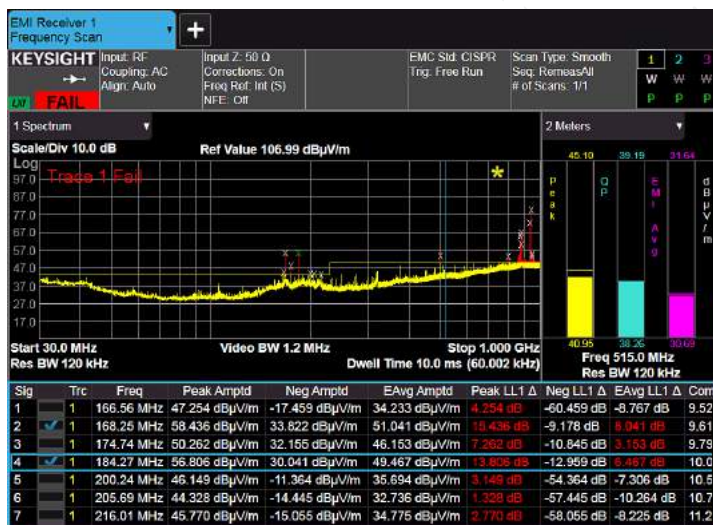 EMI Receiver 1
Frequency Scan
+
KEYSIGHT
Input: RF
Coupling: AC
Align: Auto
Input Z: 50 Ω
Corrections: On
Freq Ref: Int (S)
NFE: Off
EMC Std: CISPR
Trig: Free Run
Scan Type: Smooth
Seq: RemeasAll
# of Scans: 1/1
1 2 3
W W W
P P P
LXI FAIL
1 Spectrum
2 Meters
Scale/Div 10.0 dB
Ref Value 106.99 dBµV/m
Log
Trace 1 Fail
97.0
87.0
77.0
67.0
57.0
47.0
37.0
27.0
17.0
Start 30.0 MHz
Video BW 1.2 MHz
Stop 1.000 GHz
Res BW 120 kHz
Dwell Time 10.0 ms (60.002 kHz)
45.10 39.19 31.64
Peak
QP
EMI Avg
dBµV/m
40.95 38.26 30.69
Freq 515.0 MHz
Res BW 120 kHz
Sig Trc Freq Peak Amptd Neg Amptd EAvg Amptd Peak LL1 Δ Neg LL1 Δ EAvg LL1 Δ
1 1 166.56 MHz 47.254 dBµV/m -17.459 dBµV/m 34.233 dBµV/m 4.254 dB -60.459 dB -8.767 dB 9.52
2 1 168.25 MHz 58.436 dBµV/m 33.822 dBµV/m 51.041 dBµV/m 15.436 dB -9.178 dB 8.041 dB 9.61
3 1 174.74 MHz 50.262 dBµV/m 32.155 dBµV/m 46.153 dBµV/m 7.262 dB -10.845 dB 3.153 dB 9.79
4 1 184.27 MHz 56.806 dBµV/m 30.041 dBµV/m 49.467 dBµV/m 13.806 dB -12.959 dB 6.467 dB 10.0
5 1 200.24 MHz 46.149 dBµV/m -11.364 dBµV/m 35.694 dBµV/m 3.149 dB -54.364 dB -7.306 dB 10.5
6 1 205.69 MHz 44.328 dBµV/m -14.445 dBµV/m 32.736 dBµV/m 1.328 dB -57.445 dB -10.264 dB 10.7
7 1 216.01 MHz 45.770 dBµV/m -15.055 dBµV/m 34.775 dBµV/m 2.770 dB -58.055 dB -8.225 dB 11.2